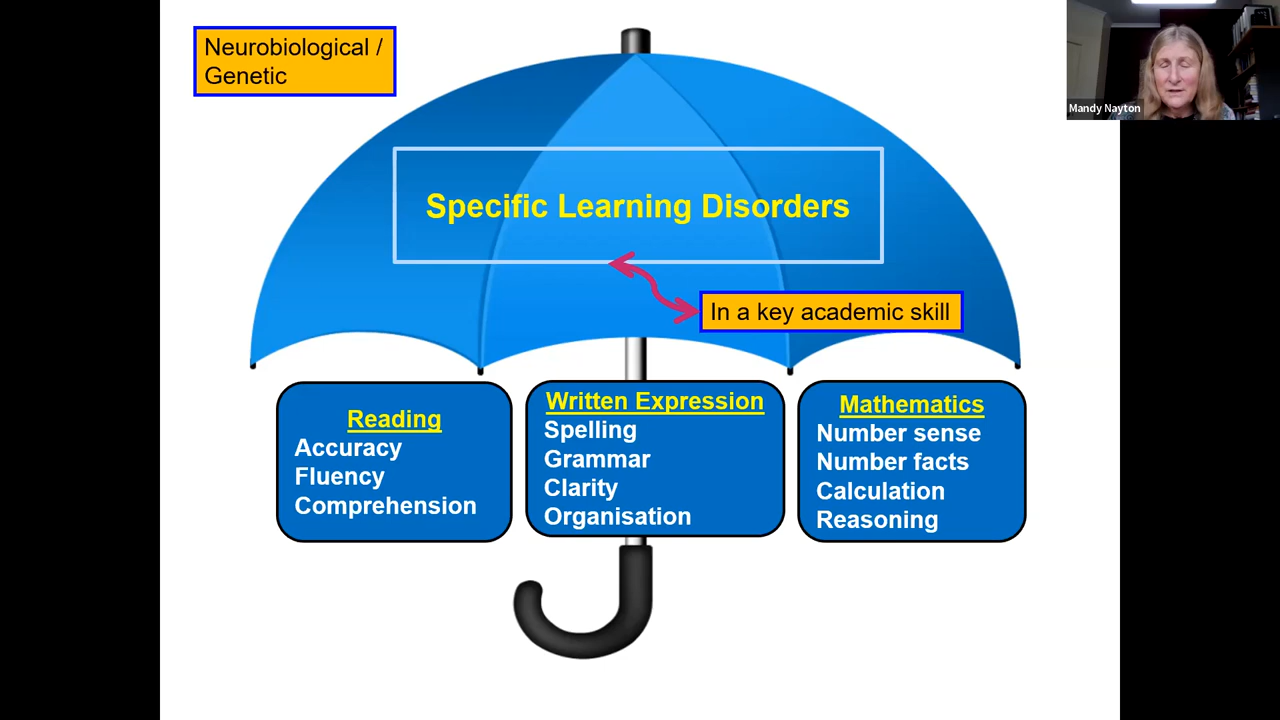 Neurobiological /
Genetic
Mandy Nayton
Specific Learning Disorders
In a key academic skill
Reading
Accuracy
Fluency
Comprehension
Written Expression
Spelling
Grammar
Clarity
Organisation
Mathematics
Number sense
Number facts
Calculation
Reasoning